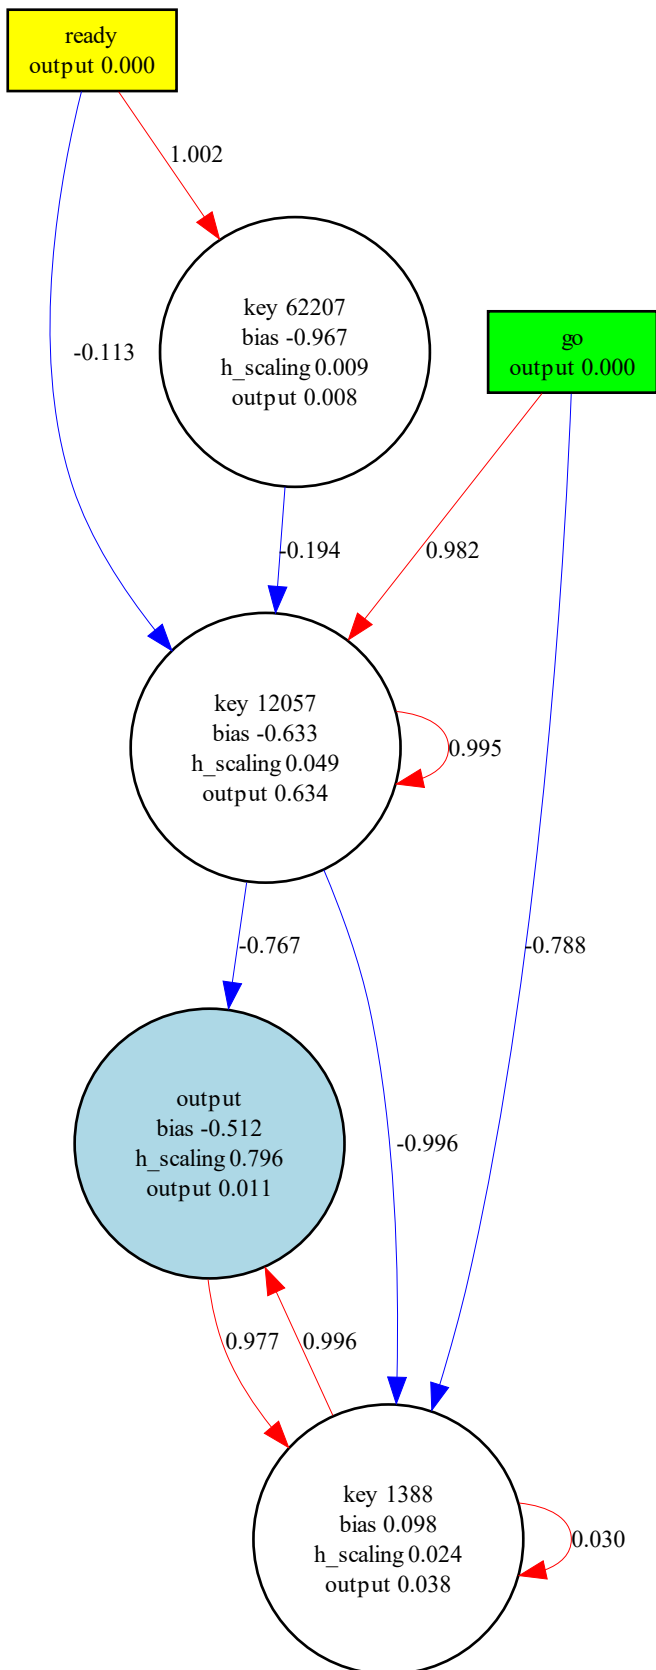 ready
output 0.000
1.002
-0.113
key 62207
bias -0.967
h_scaling 0.009
output 0.008
go
output 0.000
-0.194
0.982
key 12057
bias -0.633
h_scaling 0.049
output 0.634
0.995
-0.767
-0.788
output
bias -0.512
h_scaling 0.796
output 0.011
-0.996
0.977
0.996
key 1388
bias 0.098
h_scaling 0.024
output 0.038
0.030